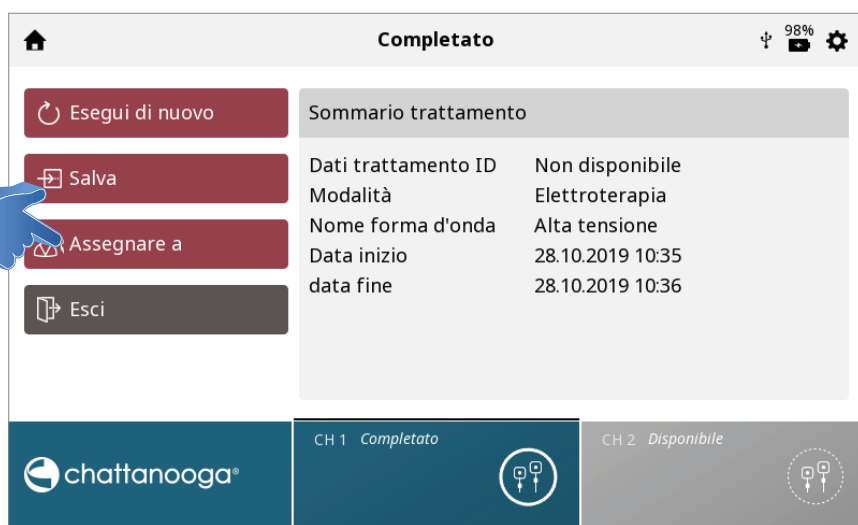 Completato
98%
Esegui di nuovo
Salva
Assegnare a
Esci
Sommario trattamento
Dati trattamento ID Non disponibile
Modalità Elettroterapia
Nome forma d'onda Alta tensione
Data inizio 28.10.2019 10:35
data fine 28.10.2019 10:36
chattanooga®
CH 1 Completato
CH 2 Disponibile